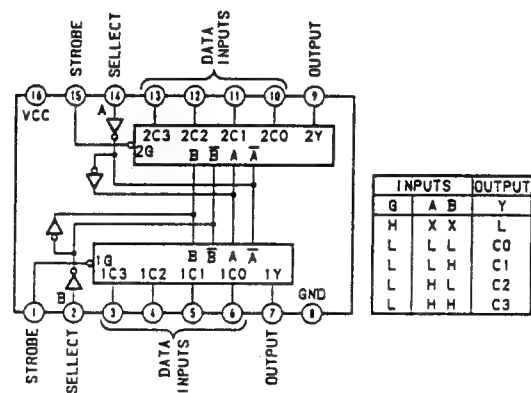 STROBE
SELLECT
DATA
INPUTS
OUTPUT
16 15 14 13 12 11 10 9
VCC
A
2C3 2C2 2C1 2C0 2Y
2G
B B̅ A A̅
B B̅ A A̅
1G
1C3 1C2 1C1 1C0 1Y
B
GND
1 2 3 4 5 6 7 8
STROBE
SELLECT
DATA
INPUTS
OUTPUT
INPUTS OUTPUT
G A B Y
H X X L
L L L C0
L L H C1
L H L C2
L H H C3